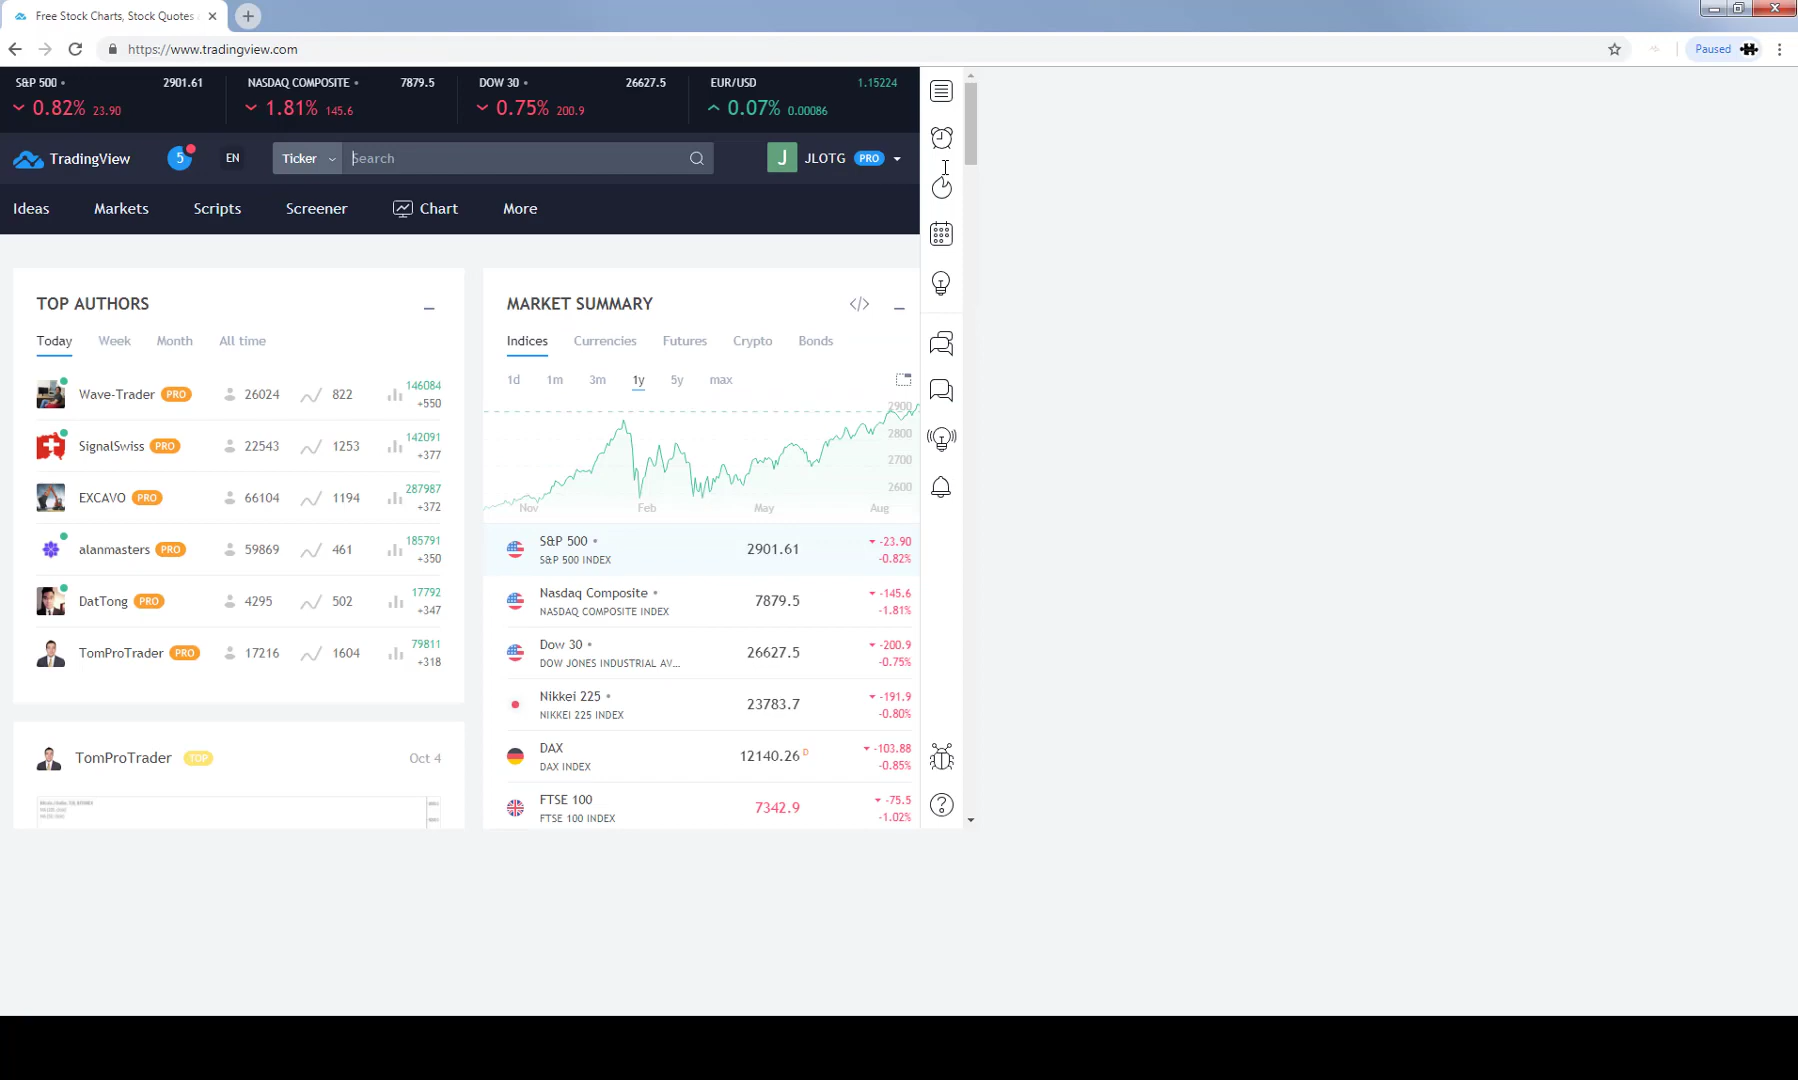 Free Stock Charts, Stock Quotes
https://www.tradingview.com
Paused
S&P 500 2901.61
0.82% 23.90
NASDAQ COMPOSITE 7879.5
1.81% 145.6
DOW 30 26627.5
0.75% 200.9
EUR/USD 1.15224
0.07% 0.00086
TradingView 5 EN Ticker Search J JLOTG PRO
Ideas Markets Scripts Screener Chart More
TOP AUTHORS
Today Week Month All time
Wave-Trader PRO 26024 822 146084
+550
SignalSwiss PRO 22543 1253 142091
+377
EXCAVO PRO 66104 1194 287987
+372
alanmasters PRO 59869 461 185791
+350
DatTong PRO 4295 502 17792
+347
TomProTrader PRO 17216 1604 79811
+318
TomProTrader TOP Oct 4
MARKET SUMMARY
Indices Currencies Futures Crypto Bonds
1d 1m 3m 1y 5y max
2900
2800
2700
2600
Nov Feb May Aug
S&P 500 2901.61 -23.90
S&P 500 INDEX -0.82%
Nasdaq Composite 7879.5 -145.6
NASDAQ COMPOSITE INDEX -1.81%
Dow 30 26627.5 -200.9
DOW JONES INDUSTRIAL AV... -0.75%
Nikkei 225 23783.7 -191.9
NIKKEI 225 INDEX -0.80%
DAX 12140.26 D -103.88
DAX INDEX -0.85%
FTSE 100 7342.9 -75.5
FTSE 100 INDEX -1.02%